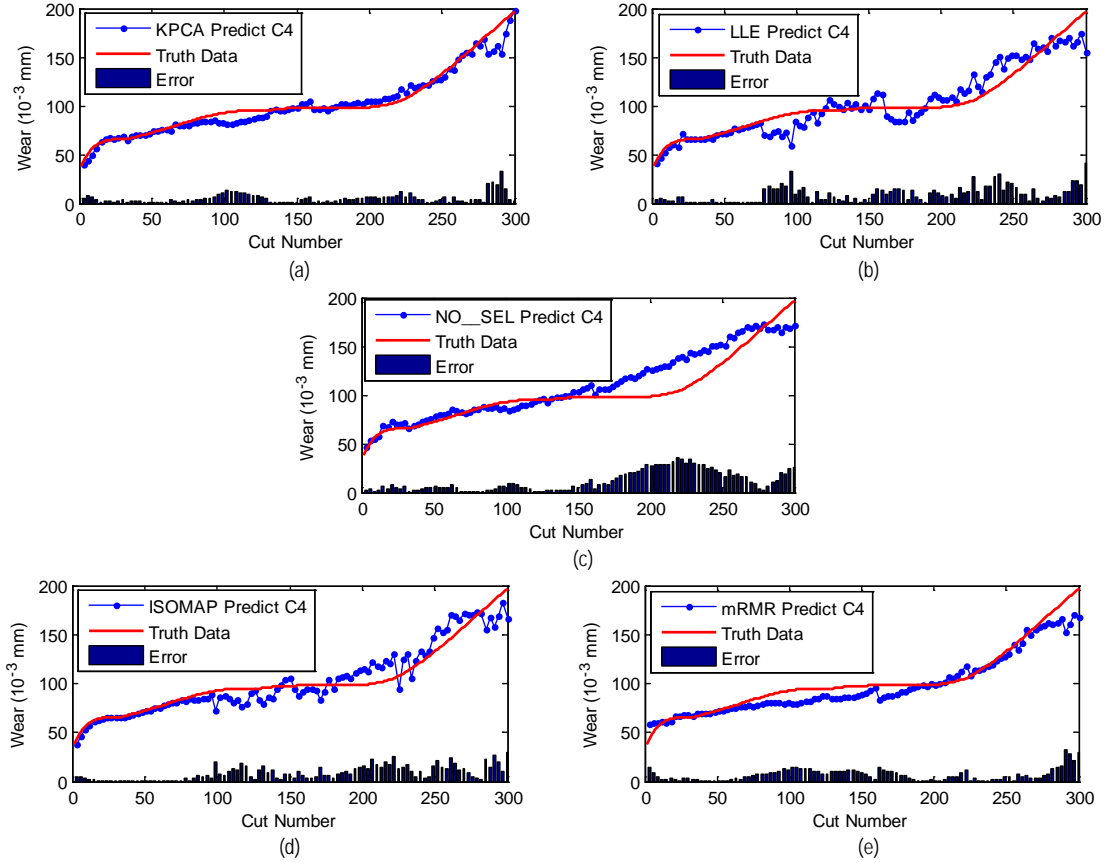 200
150
100
50
0
Wear (10-3 mm)
KPCA Predict C4
Truth Data
Error
0 50 100 150 200 250 300
Cut Number
(a)
200
150
100
50
0
Wear (10-3 mm)
LLE Predict C4
Truth Data
Error
0 50 100 150 200 250 300
Cut Number
(b)
200
150
100
50
0
Wear (10-3 mm)
NO__SEL Predict C4
Truth Data
Error
0 50 100 150 200 250 300
Cut Number
(c)
200
150
100
50
0
Wear (10-3 mm)
ISOMAP Predict C4
Truth Data
Error
0 50 100 150 200 250 300
Cut Number
(d)
200
150
100
50
0
Wear (10-3 mm)
mRMR Predict C4
Truth Data
Error
0 50 100 150 200 250 300
Cut Number
(e)